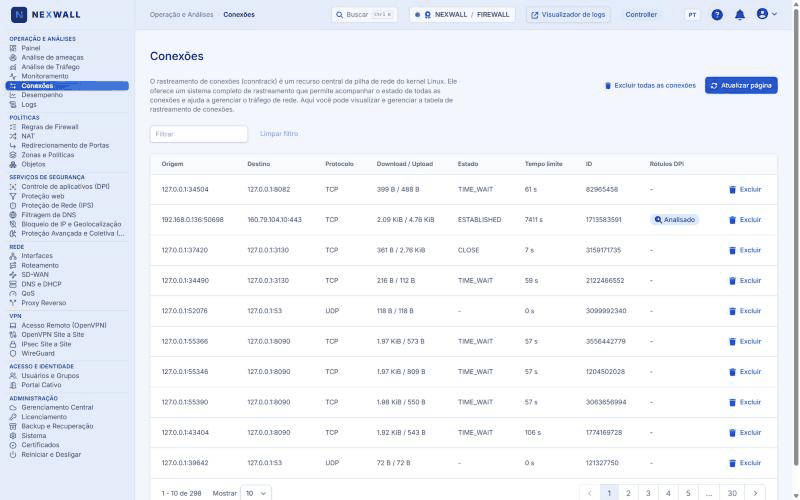 NEXWALL
Operação e Análises › Conexões
Buscar Ctrl K
NEXWALL / FIREWALL
Visualizador de logs
Controller
PT
OPERAÇÃO E ANÁLISES
Painel
Análise de ameaças
Análise de Tráfego
Monitoramento
Conexões
Desempenho
Logs
POLÍTICAS
Regras de Firewall
NAT
Redirecionamento de Portas
Zonas e Políticas
Objetos
SERVIÇOS DE SEGURANÇA
Controle de aplicativos (DPI)
Proteção web
Proteção de Rede (IPS)
Filtragem de DNS
Bloqueio de IP e Geolocalização
Proteção Avançada e Coletiva (...
REDE
Interfaces
Roteamento
SD-WAN
DNS e DHCP
QoS
Proxy Reverso
VPN
Acesso Remoto (OpenVPN)
OpenVPN Site a Site
IPsec Site a Site
WireGuard
ACESSO E IDENTIDADE
Usuários e Grupos
Portal Cativo
ADMINISTRAÇÃO
Gerenciamento Central
Licenciamento
Backup e Recuperação
Sistema
Certificados
Reiniciar e Desligar
Conexões
O rastreamento de conexões (conntrack) é um recurso central da pilha de rede do kernel Linux. Ele
oferece um sistema completo de rastreamento que permite acompanhar o estado de todas as
conexões e ajuda a gerenciar o tráfego de rede. Aqui você pode visualizar e gerenciar a tabela de
rastreamento de conexões.
Excluir todas as conexões
Atualizar página
Filtrar
Limpar filtro
Origem Destino Protocolo Download / Upload Estado Tempo limite ID Rótulos DPI
127.0.0.1:34504 127.0.0.1:8082 TCP 399 B / 488 B TIME_WAIT 61 s 82965458 - Excluir
192.168.0.136:50698 160.79.104.10:443 TCP 2.09 KiB / 4.78 KiB ESTABLISHED 7411 s 1713583591 Analisado Excluir
127.0.0.1:37420 127.0.0.1:3130 TCP 361 B / 2.76 KiB CLOSE 7 s 3159171735 - Excluir
127.0.0.1:34490 127.0.0.1:3130 TCP 216 B / 112 B TIME_WAIT 59 s 2122466552 - Excluir
127.0.0.1:52076 127.0.0.1:53 UDP 118 B / 118 B - 0 s 3099992340 - Excluir
127.0.0.1:55366 127.0.0.1:8090 TCP 1.97 KiB / 573 B TIME_WAIT 57 s 3556442779 - Excluir
127.0.0.1:55346 127.0.0.1:8090 TCP 1.97 KiB / 809 B TIME_WAIT 57 s 1204502028 - Excluir
127.0.0.1:55390 127.0.0.1:8090 TCP 1.98 KiB / 550 B TIME_WAIT 57 s 3063656994 - Excluir
127.0.0.1:43404 127.0.0.1:8090 TCP 1.92 KiB / 543 B TIME_WAIT 106 s 1774169728 - Excluir
127.0.0.1:39642 127.0.0.1:53 UDP 72 B / 72 B - 0 s 121327750 - Excluir
1 - 10 de 298 Mostrar 10 1 2 3 4 5 ... 30